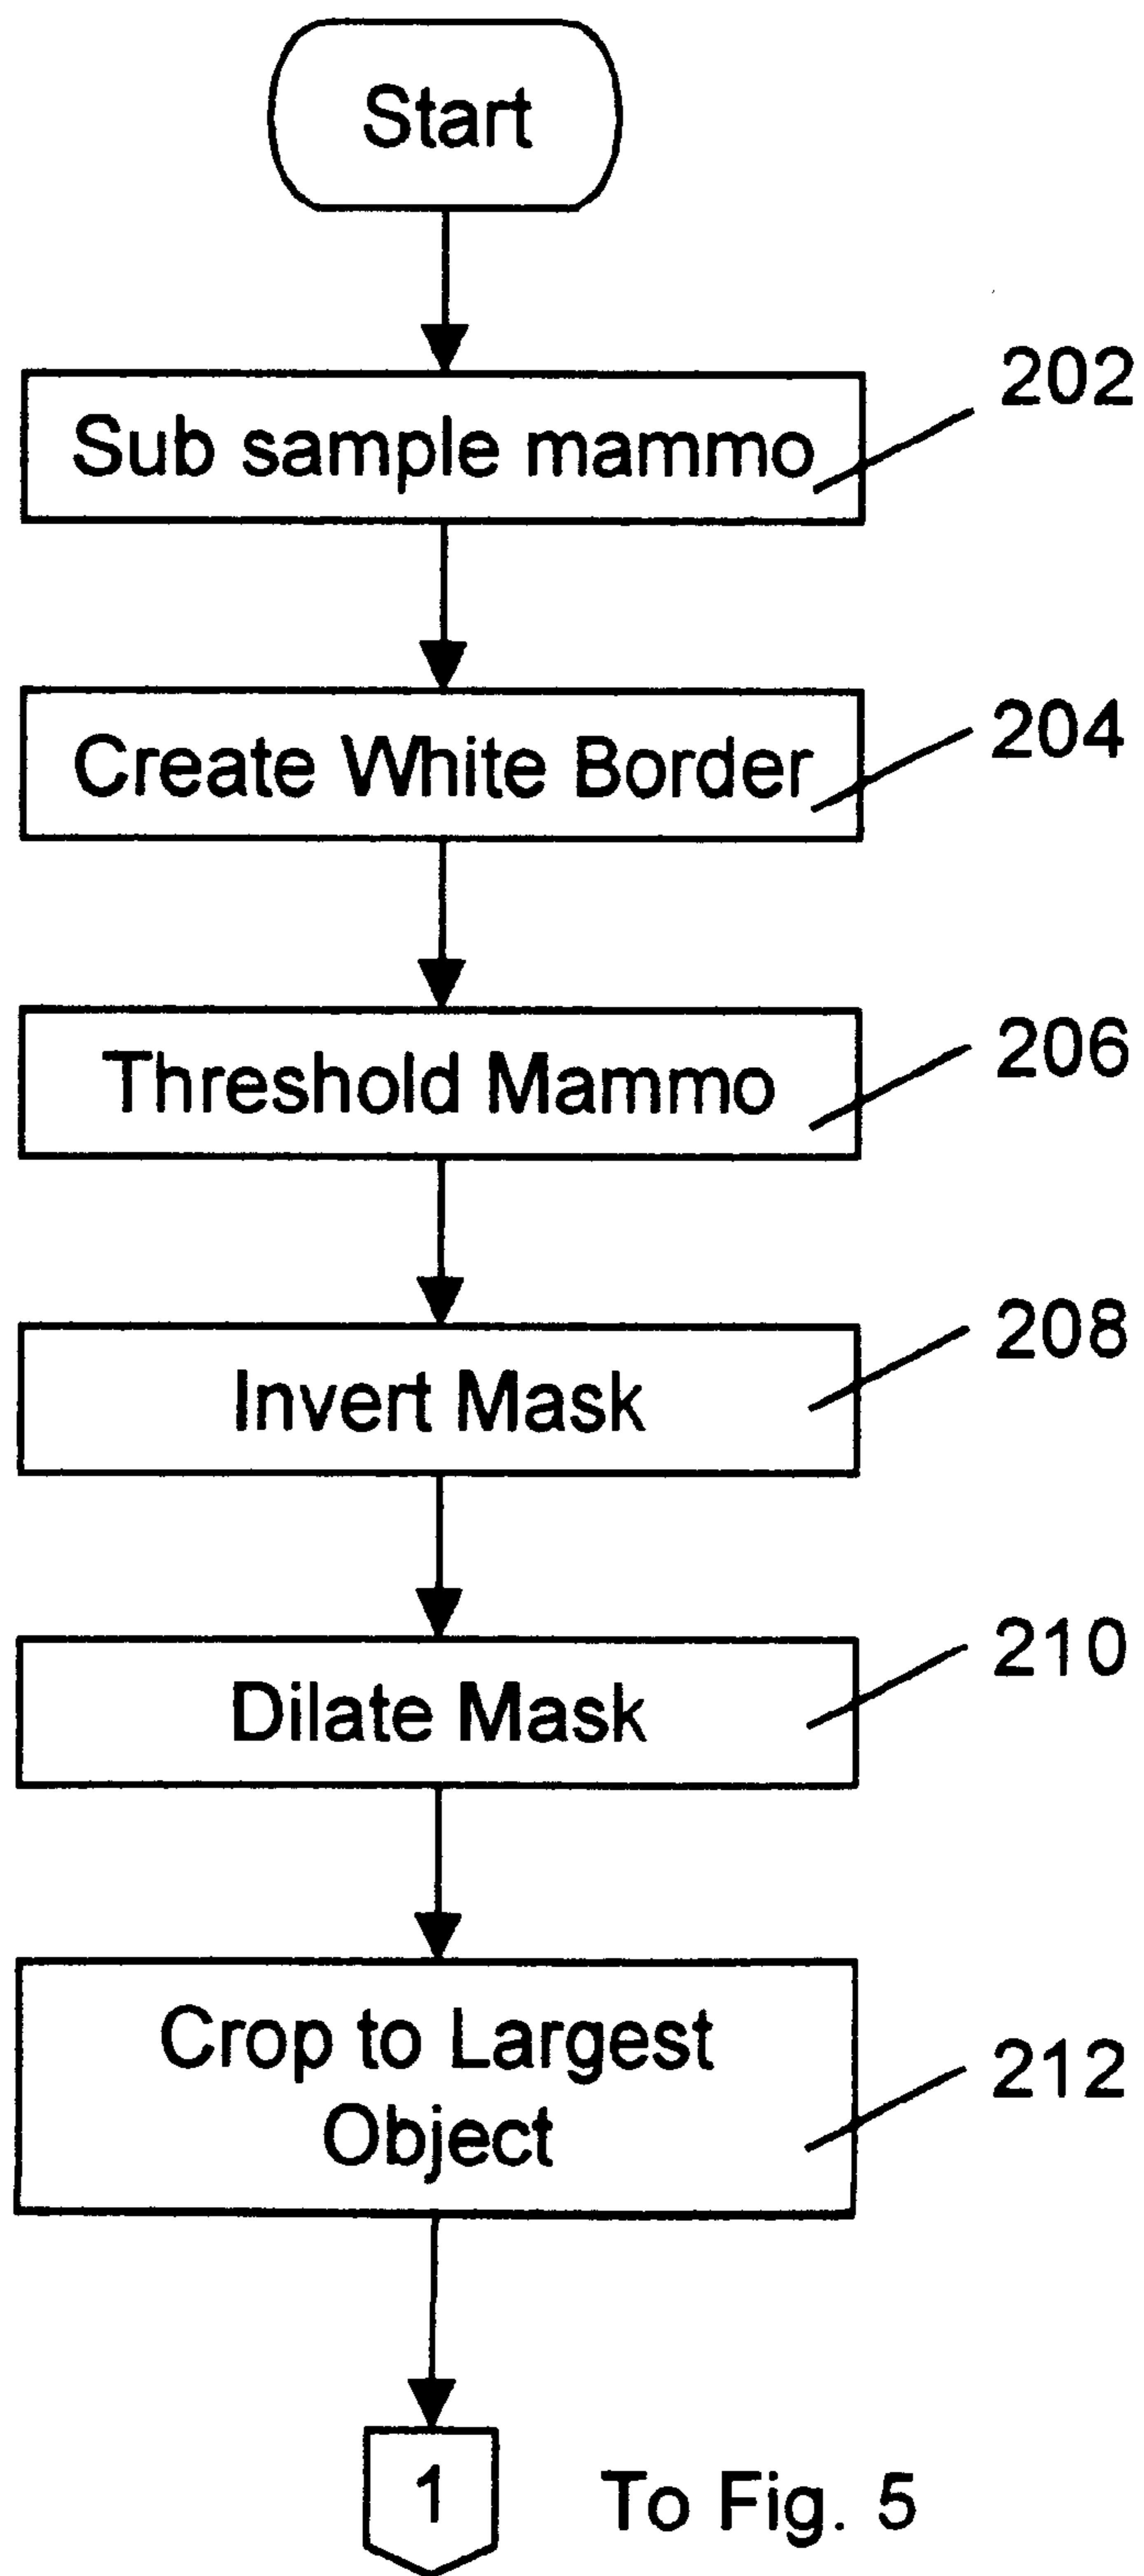 Start
202
Sub sample mammo
204
Create White Border
206
Threshold Mammo
208
Invert Mask
210
Dilate Mask
Crop to Largest
212
Object
1 To Fig. 5